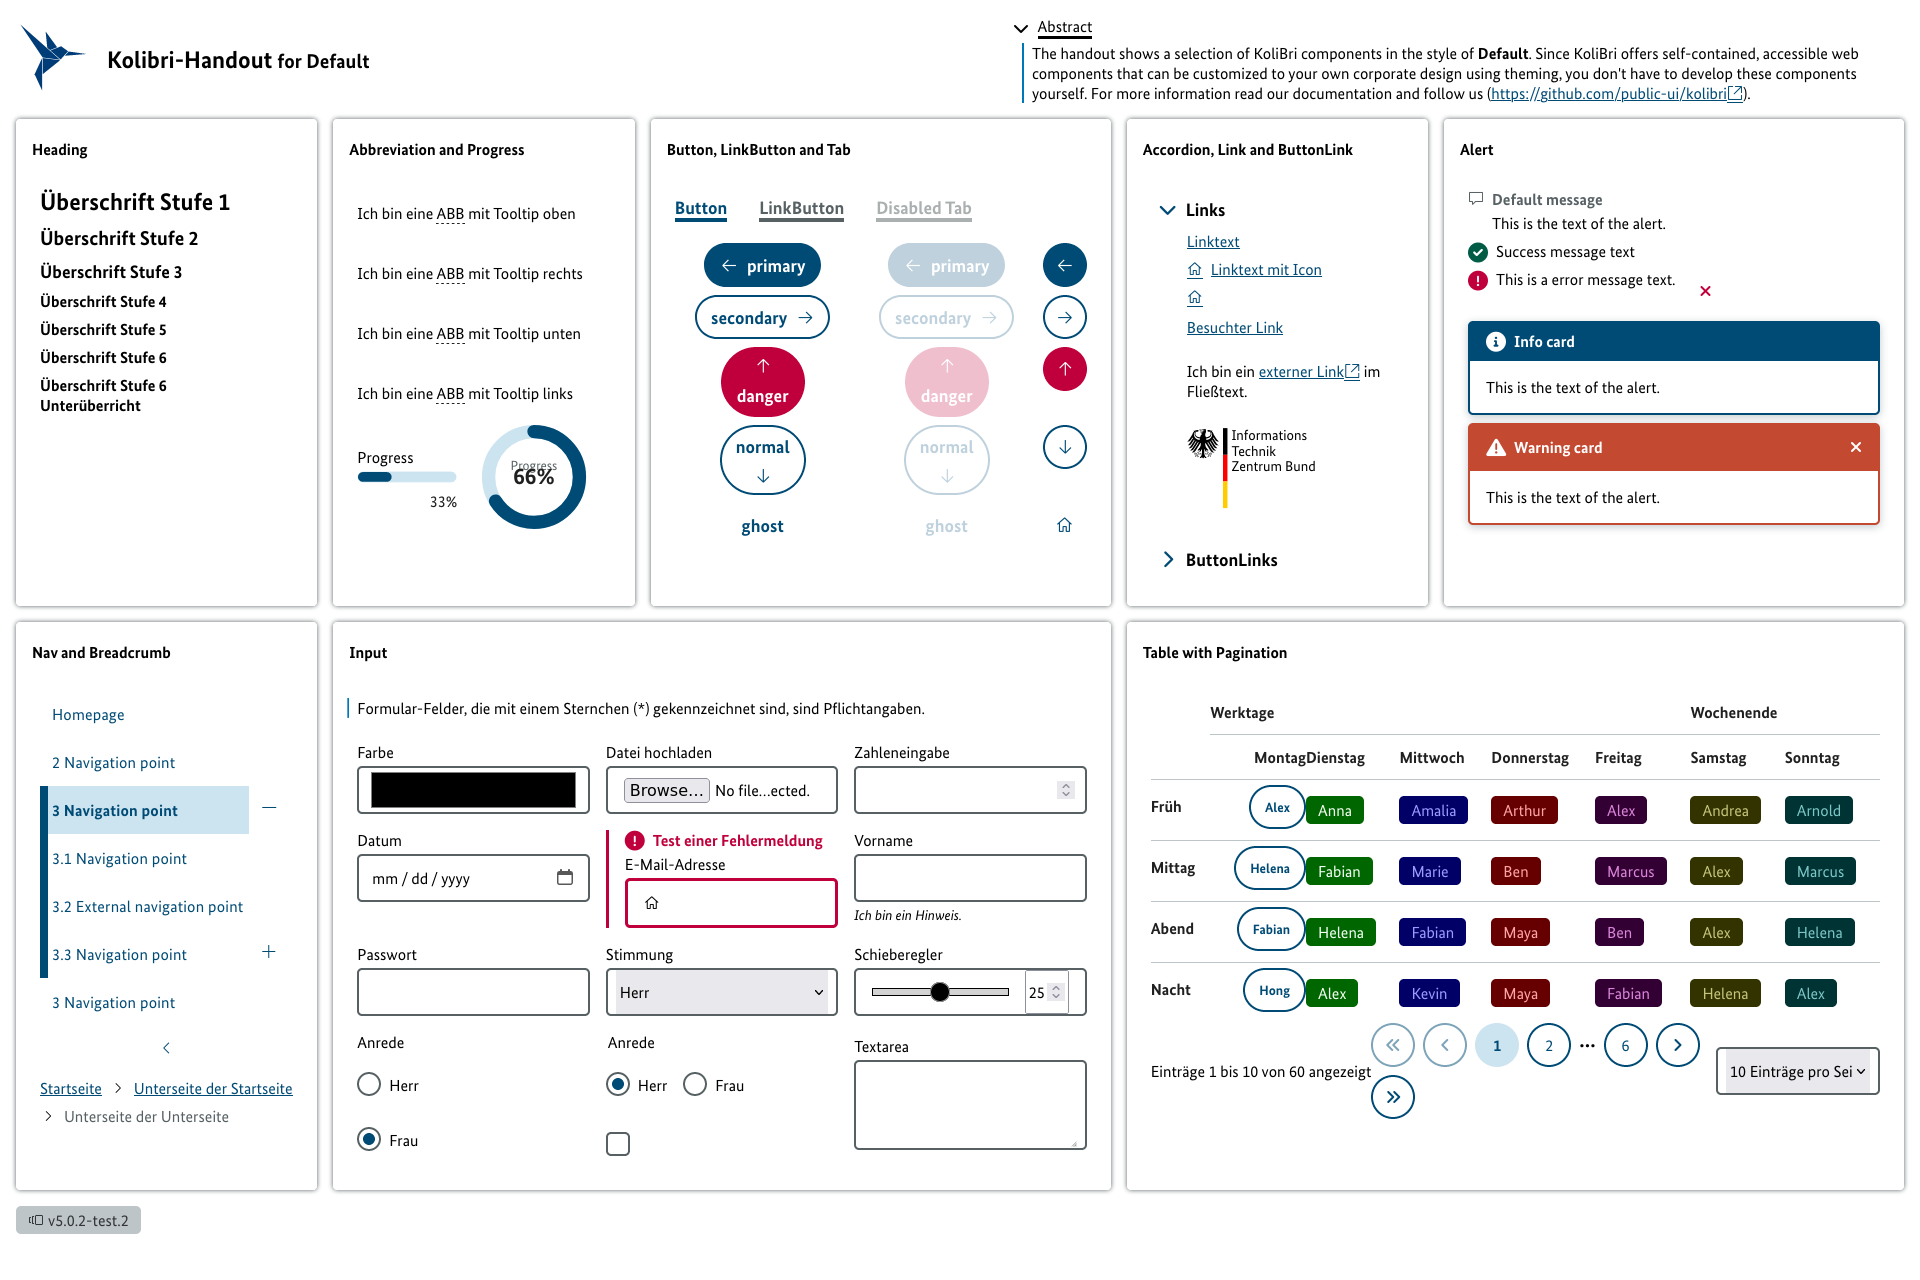 Kolibri-Handout for Default
Abstract
The handout shows a selection of KoliBri components in the style of Default. Since KoliBri offers self-contained, accessible web
components that can be customized to your own corporate design using theming, you don't have to develop these components
yourself. For more information read our documentation and follow us (https://github.com/public-ui/kolibri).
Heading
Überschrift Stufe 1
Überschrift Stufe 2
Überschrift Stufe 3
Überschrift Stufe 4
Überschrift Stufe 5
Überschrift Stufe 6
Überschrift Stufe 6
Unterüberricht
Abbreviation and Progress
Ich bin eine ABB mit Tooltip oben
Ich bin eine ABB mit Tooltip rechts
Ich bin eine ABB mit Tooltip unten
Ich bin eine ABB mit Tooltip links
Progress
33%
Progress
66%
Button, LinkButton and Tab
Button LinkButton Disabled Tab
primary primary
secondary secondary
danger danger
normal normal
ghost ghost
Accordion, Link and ButtonLink
Links
Linktext
Linktext mit Icon
Besuchter Link
Ich bin ein externer Link im
Fließtext.
Informations
Technik
Zentrum Bund
ButtonLinks
Alert
Default message
This is the text of the alert.
Success message text
This is a error message text.
Info card
This is the text of the alert.
Warning card
This is the text of the alert.
Nav and Breadcrumb
Homepage
2 Navigation point
3 Navigation point
3.1 Navigation point
3.2 External navigation point
3.3 Navigation point
3 Navigation point
Startseite Unterseite der Startseite
Unterseite der Unterseite
Input
Formular-Felder, die mit einem Sternchen (*) gekennzeichnet sind, sind Pflichtangaben.
Farbe
Datei hochladen
Browse... No file...ected.
Zahleneingabe
Datum
mm / dd / yyyy
Test einer Fehlermeldung
E-Mail-Adresse
Vorname
Ich bin ein Hinweis.
Passwort
Stimmung
Herr
Schieberegler
25
Anrede
Herr
Frau
Anrede
Herr Frau
Textarea
Table with Pagination
Werktage Wochenende
Montag Dienstag Mittwoch Donnerstag Freitag Samstag Sonntag
Früh Alex Anna Amalia Arthur Alex Andrea Arnold
Mittag Helena Fabian Marie Ben Marcus Alex Marcus
Abend Fabian Helena Fabian Maya Ben Alex Helena
Nacht Hong Alex Kevin Maya Fabian Helena Alex
Einträge 1 bis 10 von 60 angezeigt
1 2 ··· 6
10 Einträge pro Sei
v5.0.2-test.2